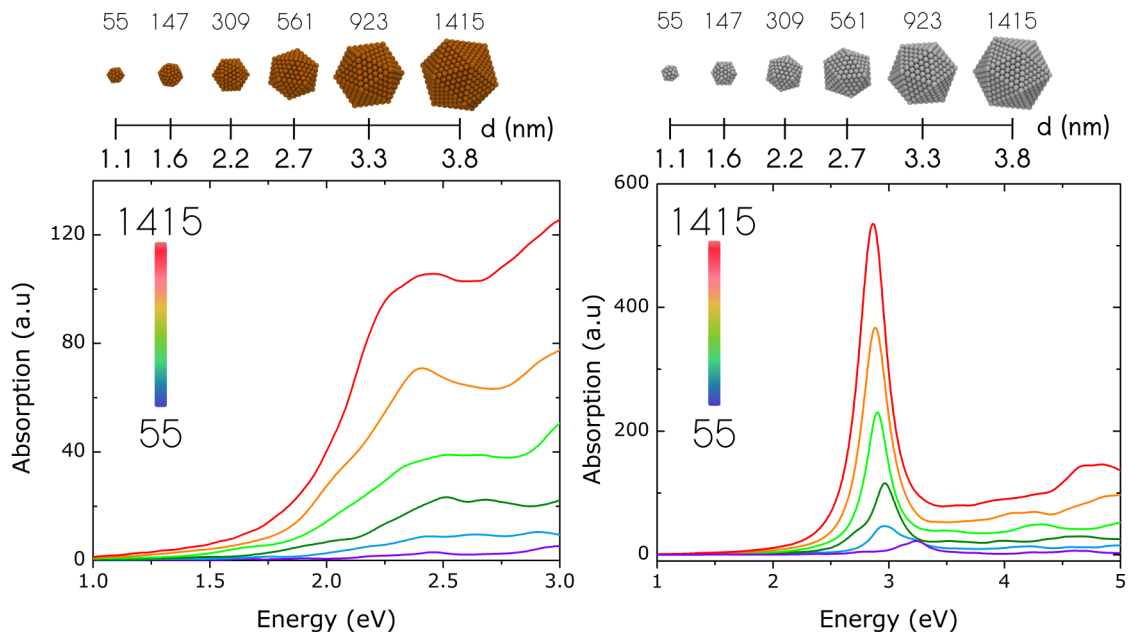 55 147 309 561 923 1415
d (nm)
1.1 1.6 2.2 2.7 3.3 3.8
120
80
40
0
Absorption (a.u)
1415
55
1.0 1.5 2.0 2.5 3.0
Energy (eV)
55 147 309 561 923 1415
d (nm)
1.1 1.6 2.2 2.7 3.3 3.8
600
400
200
0
Absorption (a.u)
1415
55
1 2 3 4 5
Energy (eV)